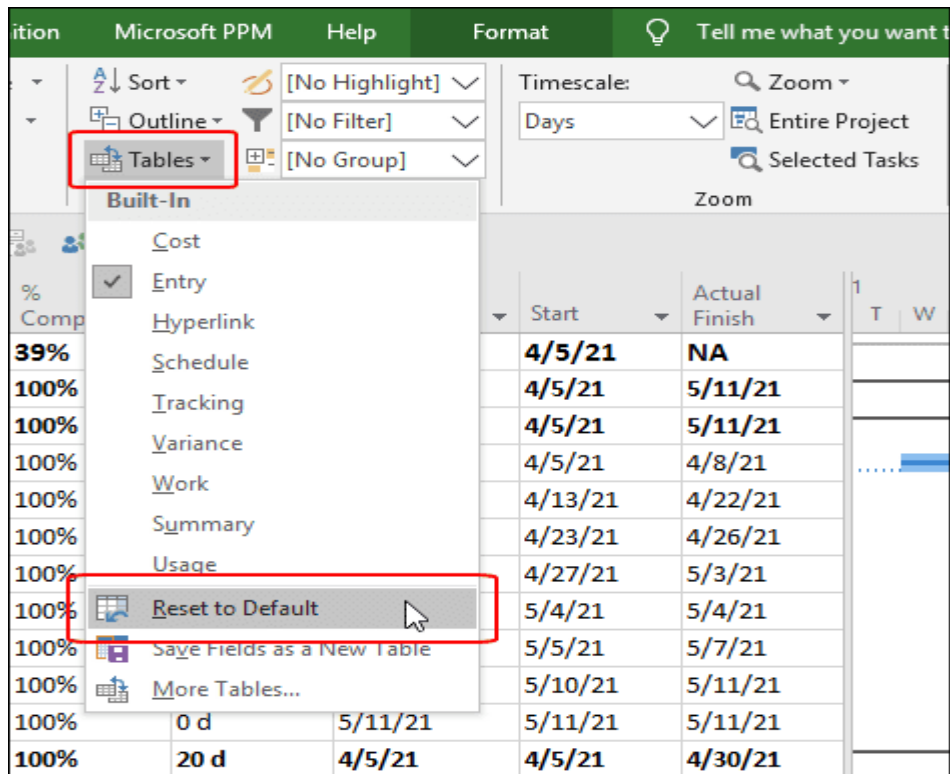 ition Microsoft PPM Help Format Tell me what you want t
Sort [No Highlight] Timescale: Zoom
Outline [No Filter] Days Entire Project
Tables [No Group] Selected Tasks
Built-In Zoom
Cost
Entry
Hyperlink
Schedule
Tracking
Variance
Work
Summary
Usage
Reset to Default
Save Fields as a New Table
More Tables...
% Comp Start Actual Finish 1 T W
39% 4/5/21 NA
100% 4/5/21 5/11/21
100% 4/5/21 5/11/21
100% 4/5/21 4/8/21
100% 4/13/21 4/22/21
100% 4/23/21 4/26/21
100% 4/27/21 5/3/21
100% 5/4/21 5/4/21
100% 5/5/21 5/7/21
100% 5/10/21 5/11/21
100% 0 d 5/11/21 5/11/21 5/11/21
100% 20 d 4/5/21 4/5/21 4/30/21